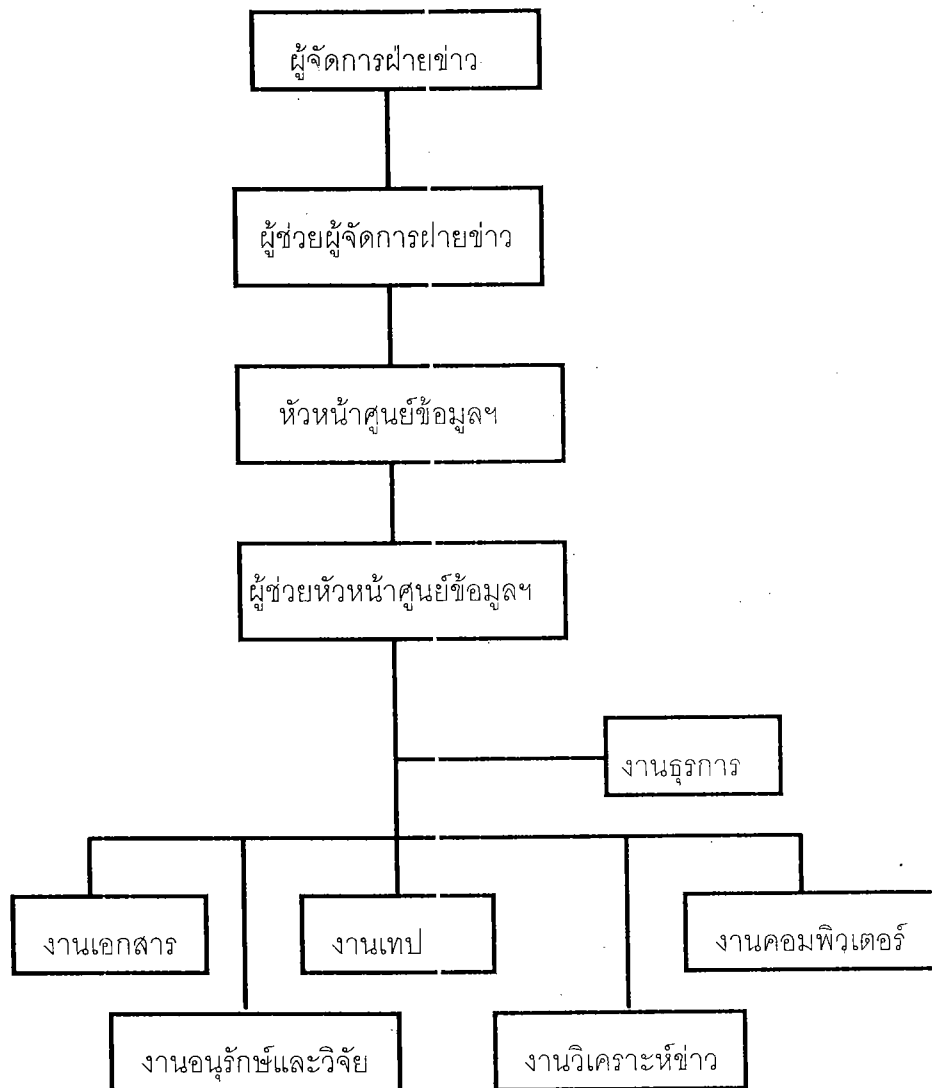 ผู้จัดการฝ่ายข่าว
ผู้ช่วยผู้จัดการฝ่ายข่าว
หัวหน้าศูนย์ข้อมูลฯ
ผู้ช่วยหัวหน้าศูนย์ข้อมูลฯ
งานธุรการ
งานเอกสาร
งานเทป
งานคอมพิวเตอร์
งานอนุรักษ์และวิจัย
งานวิเคราะห์ข่าว